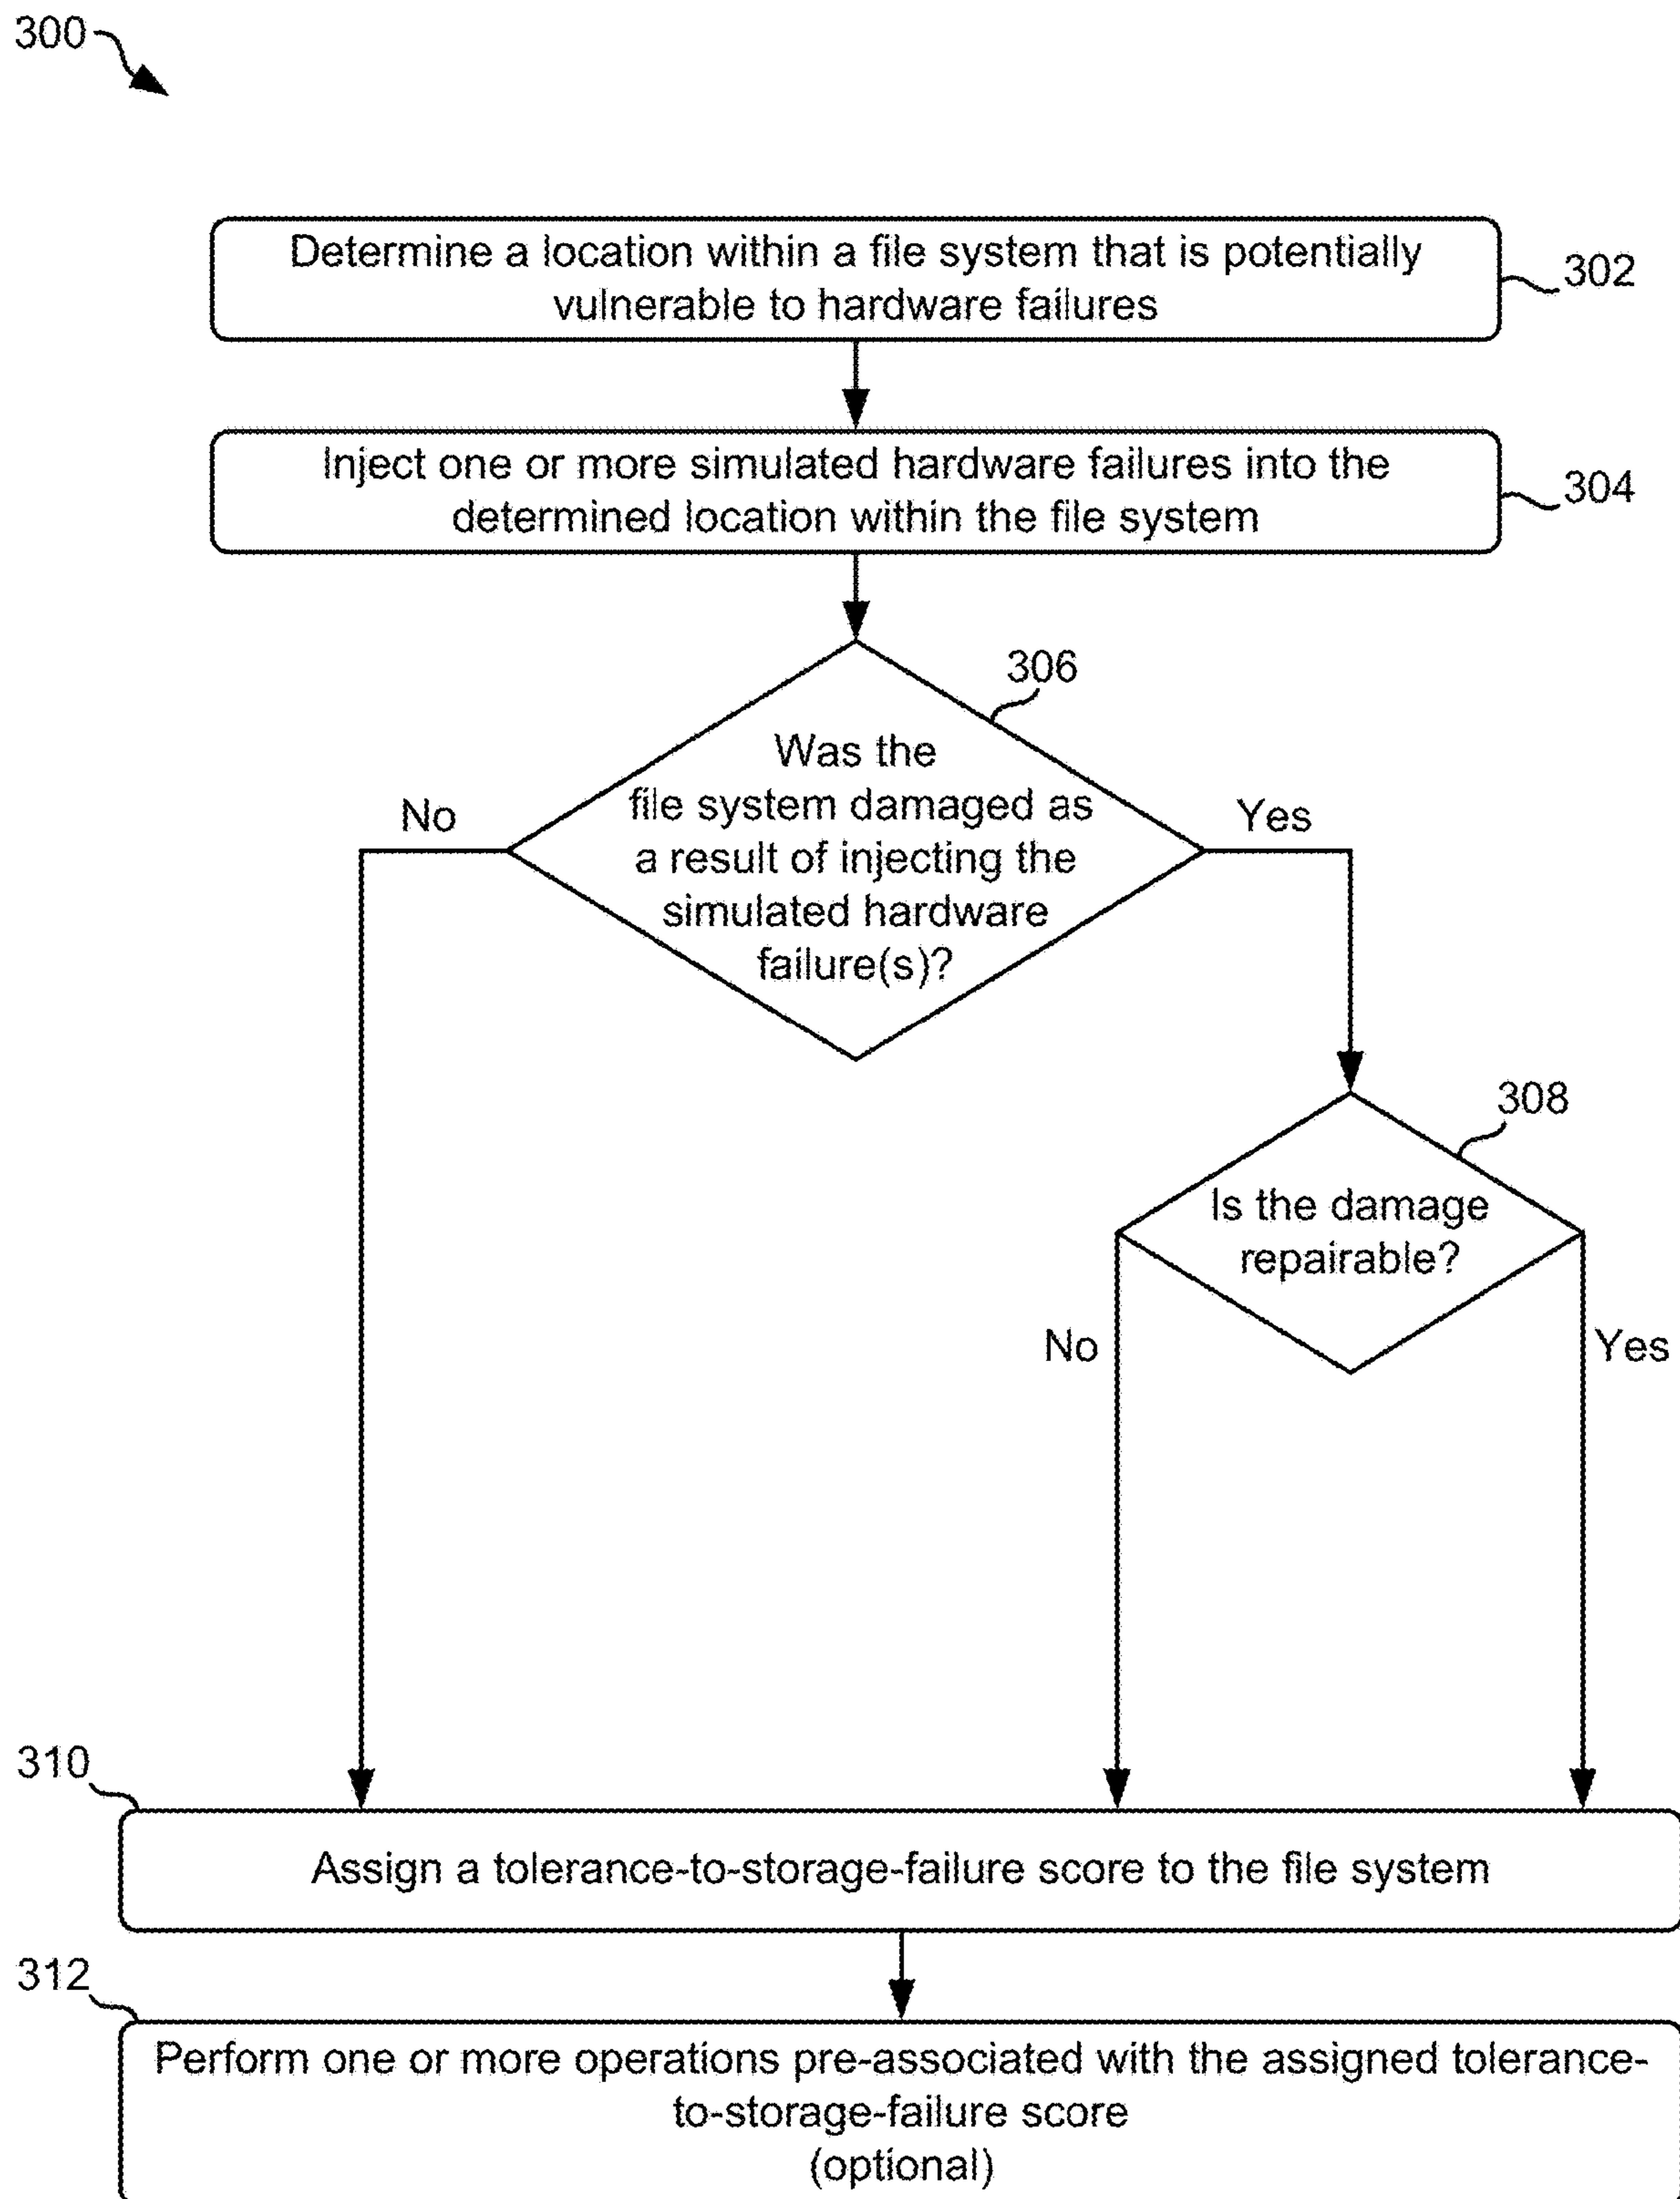 300
Determine a location within a file system that is potentially
vulnerable to hardware failures
302
Inject one or more simulated hardware failures into the
determined location within the file system
304
306
Was the
file system damaged as
a result of injecting the
simulated hardware
failure(s)?
No
Yes
308
Is the damage
repairable?
No
Yes
310
Assign a tolerance-to-storage-failure score to the file system
312
Perform one or more operations pre-associated with the assigned tolerance-
to-storage-failure score
(optional)